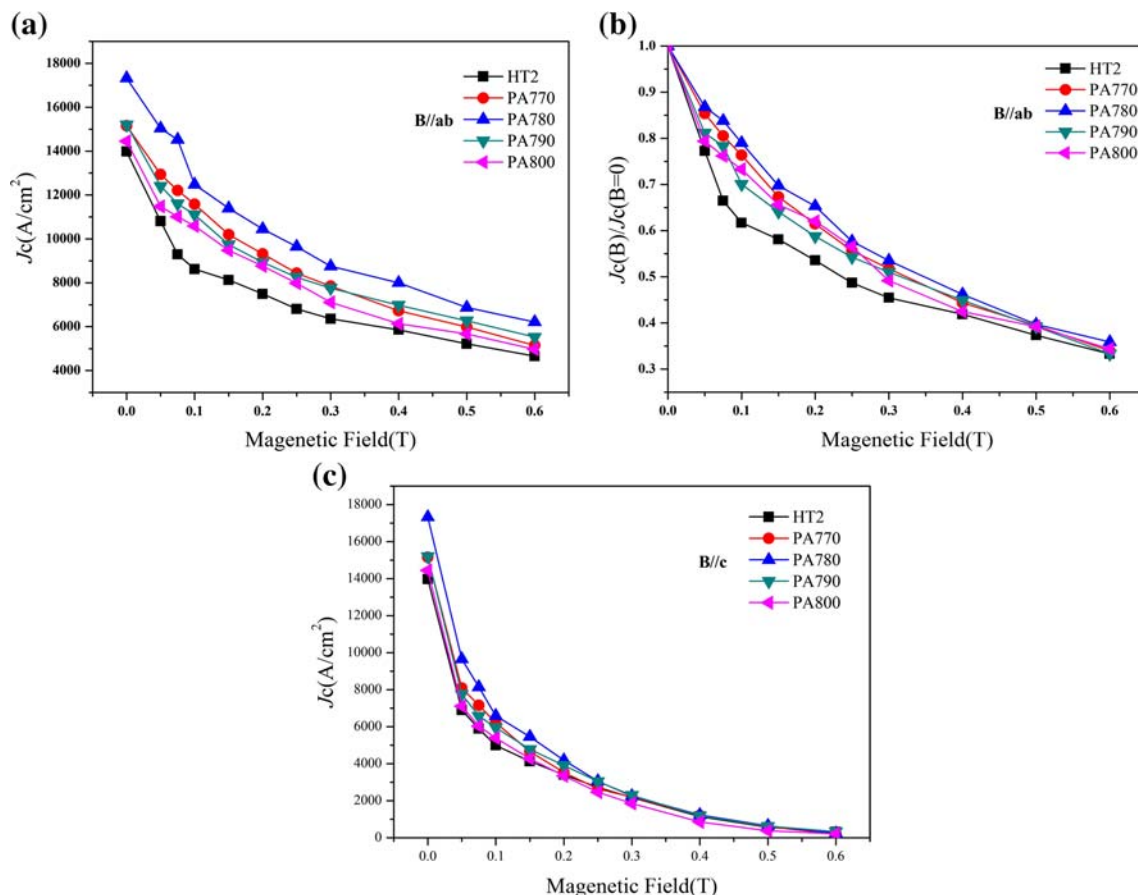 (a)
18000
16000
14000
12000
10000
8000
6000
4000
Jc(A/cm²)
HT2
PA770
B//ab
PA780
PA790
PA800
0.0 0.1 0.2 0.3 0.4 0.5 0.6
Magenetic Field(T)
(b)
1.0
0.9
0.8
0.7
0.6
0.5
0.4
0.3
Jc(B)/Jc(B=0)
HT2
PA770
B//ab
PA780
PA790
PA800
0.0 0.1 0.2 0.3 0.4 0.5 0.6
Magenetic Field(T)
(c)
18000
16000
14000
12000
10000
8000
6000
4000
2000
0
Jc(A/cm²)
HT2
PA770
B//c
PA780
PA790
PA800
0.0 0.1 0.2 0.3 0.4 0.5 0.6
Magenetic Field(T)